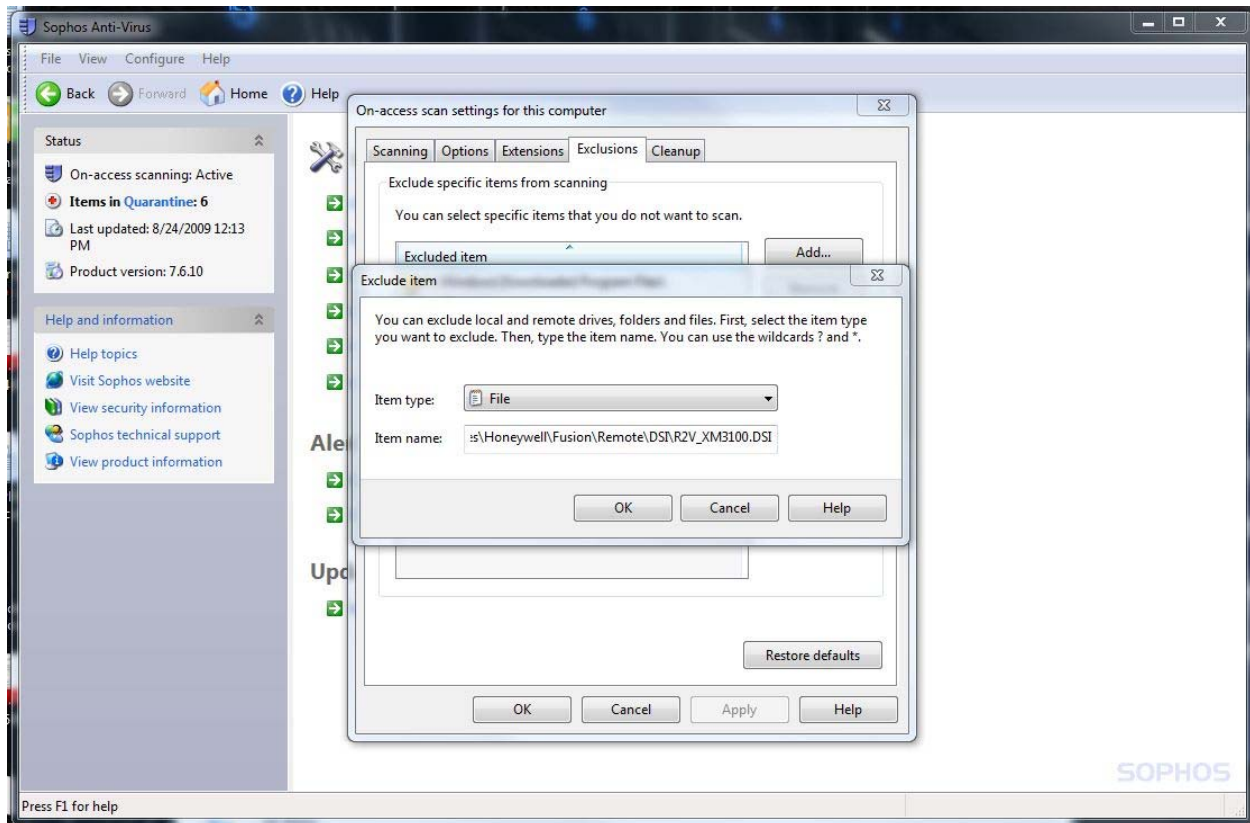 Sophos Anti-Virus
File View Configure Help
Back Forward Home Help
Status
On-access scanning: Active
Items in Quarantine: 6
Last updated: 8/24/2009 12:13
PM
Product version: 7.6.10
Help and information
Help topics
Visit Sophos website
View security information
Sophos technical support
View product information
Ale
Upd
On-access scan settings for this computer
Scanning Options Extensions Exclusions Cleanup
Exclude specific items from scanning
You can select specific items that you do not want to scan.
Excluded item
Add...
Exclude item
You can exclude local and remote drives, folders and files. First, select the item type
you want to exclude. Then, type the item name. You can use the wildcards ? and *.
Item type: File
Item name: :s\Honeywell\Fusion\Remote\DSI\R2V_XM3100.DSI
OK Cancel Help
Restore defaults
OK Cancel Apply Help
SOPHOS
Press F1 for help